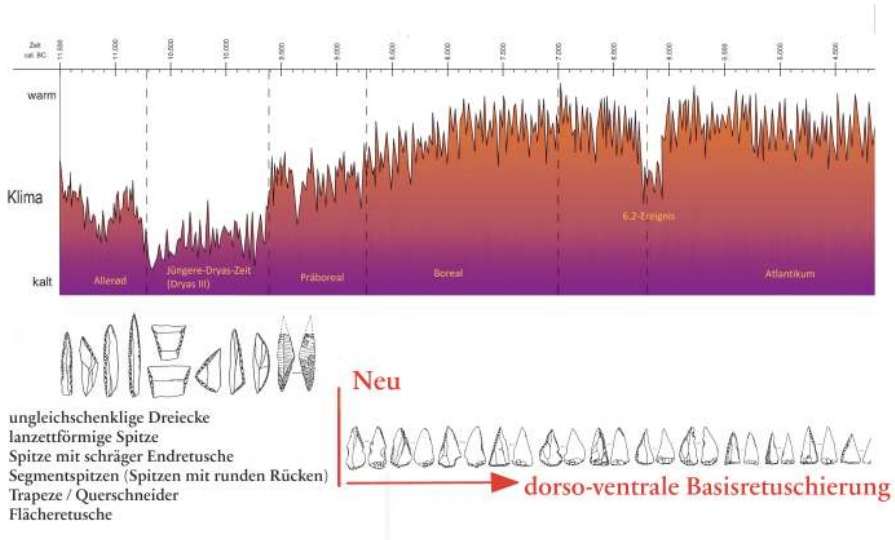 Zeit
cal. BC
11.500
11.000
10.500
10.000
9.500
9.000
8.500
8.000
7.500
7.000
6.500
6.000
5.500
5.000
4.500
warm
Klima
kalt
6.2-Ereignis
Allerød
Jüngere-Dryas-Zeit
(Dryas III)
Präboreal
Boreal
Atlantikum
Neu
ungleichschenklige Dreiecke
lanzettförmige Spitze
Spitze mit schräger Endretusche
Segmentspitzen (Spitzen mit runden Rücken)
Trapeze / Querschneider
Flächeretusche
dorso-ventrale Basisretuschierung